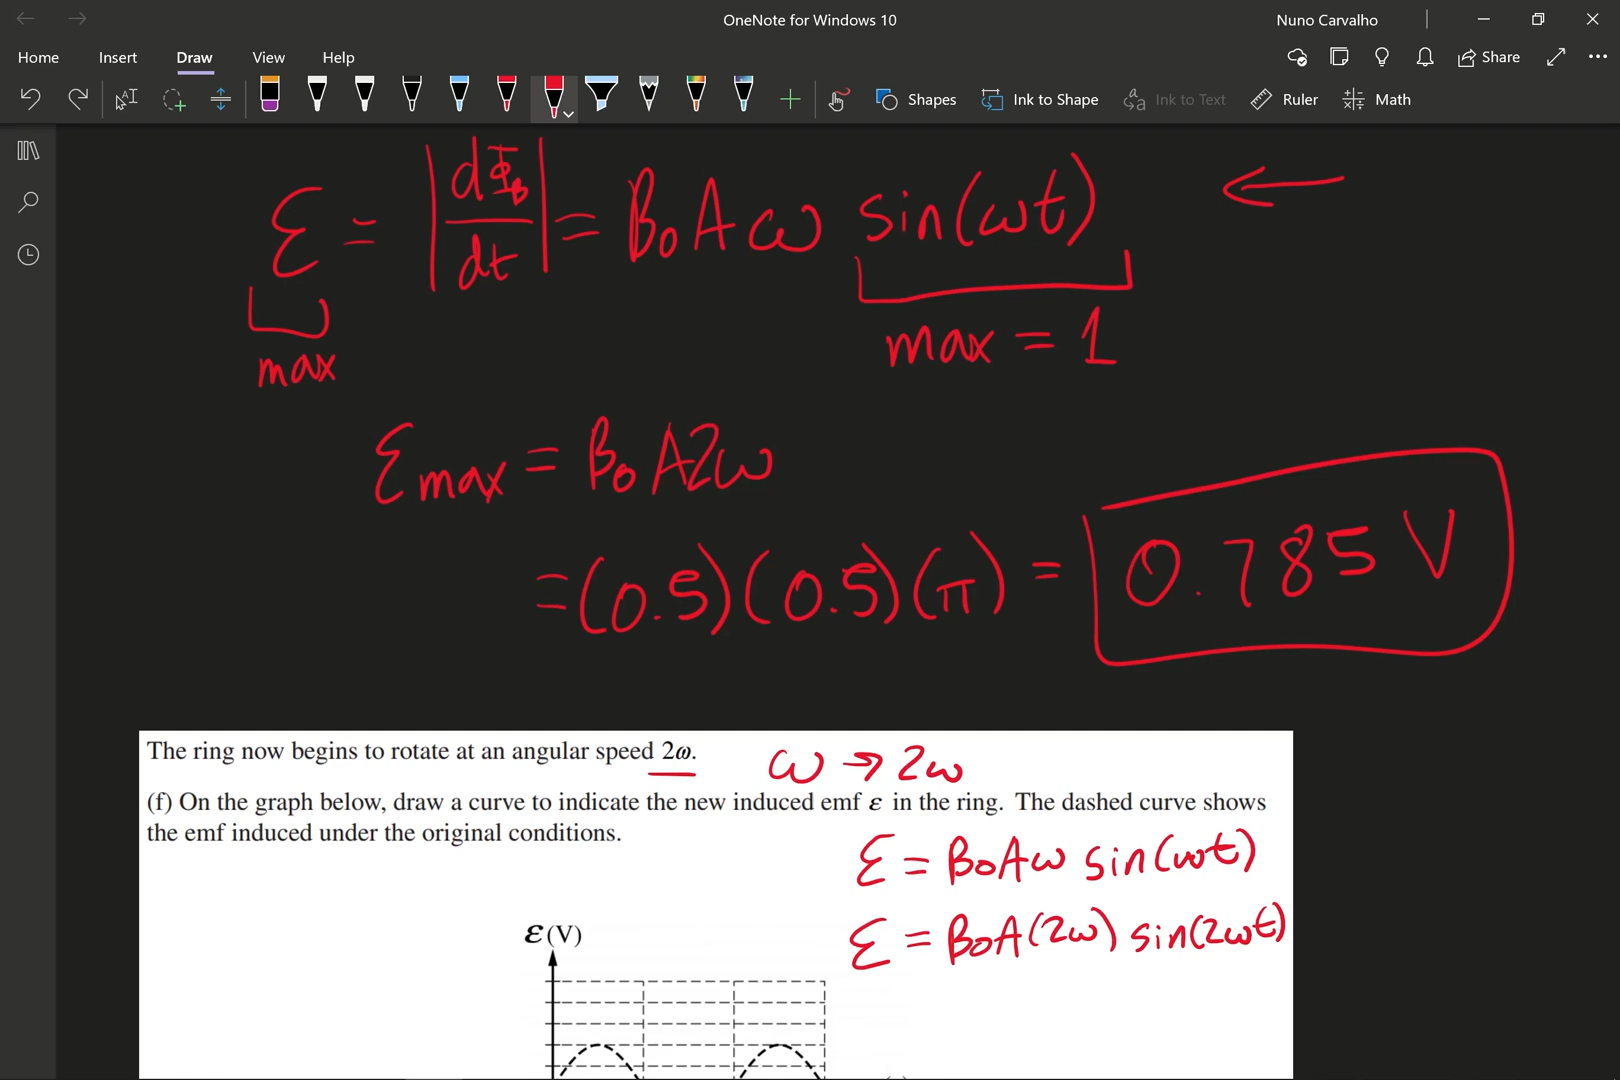 OneNote for Windows 10
Nuno Carvalho
Home Insert Draw View Help
Share
Shapes Ink to Shape Ink to Text Ruler Math
ℰ = |dΦB/dt| = B₀Aω sin(ωt) ←
max
max = 1
ℰmax = B₀A2ω
= (0.5)(0.5)(π) = 0.785 V
The ring now begins to rotate at an angular speed 2ω. ω → 2ω
(f) On the graph below, draw a curve to indicate the new induced emf ε in the ring. The dashed curve shows
the emf induced under the original conditions.
ℰ = B₀Aω sin(ωt)
ℰ = B₀A(2ω) sin(2ωt)
ℰ(V)